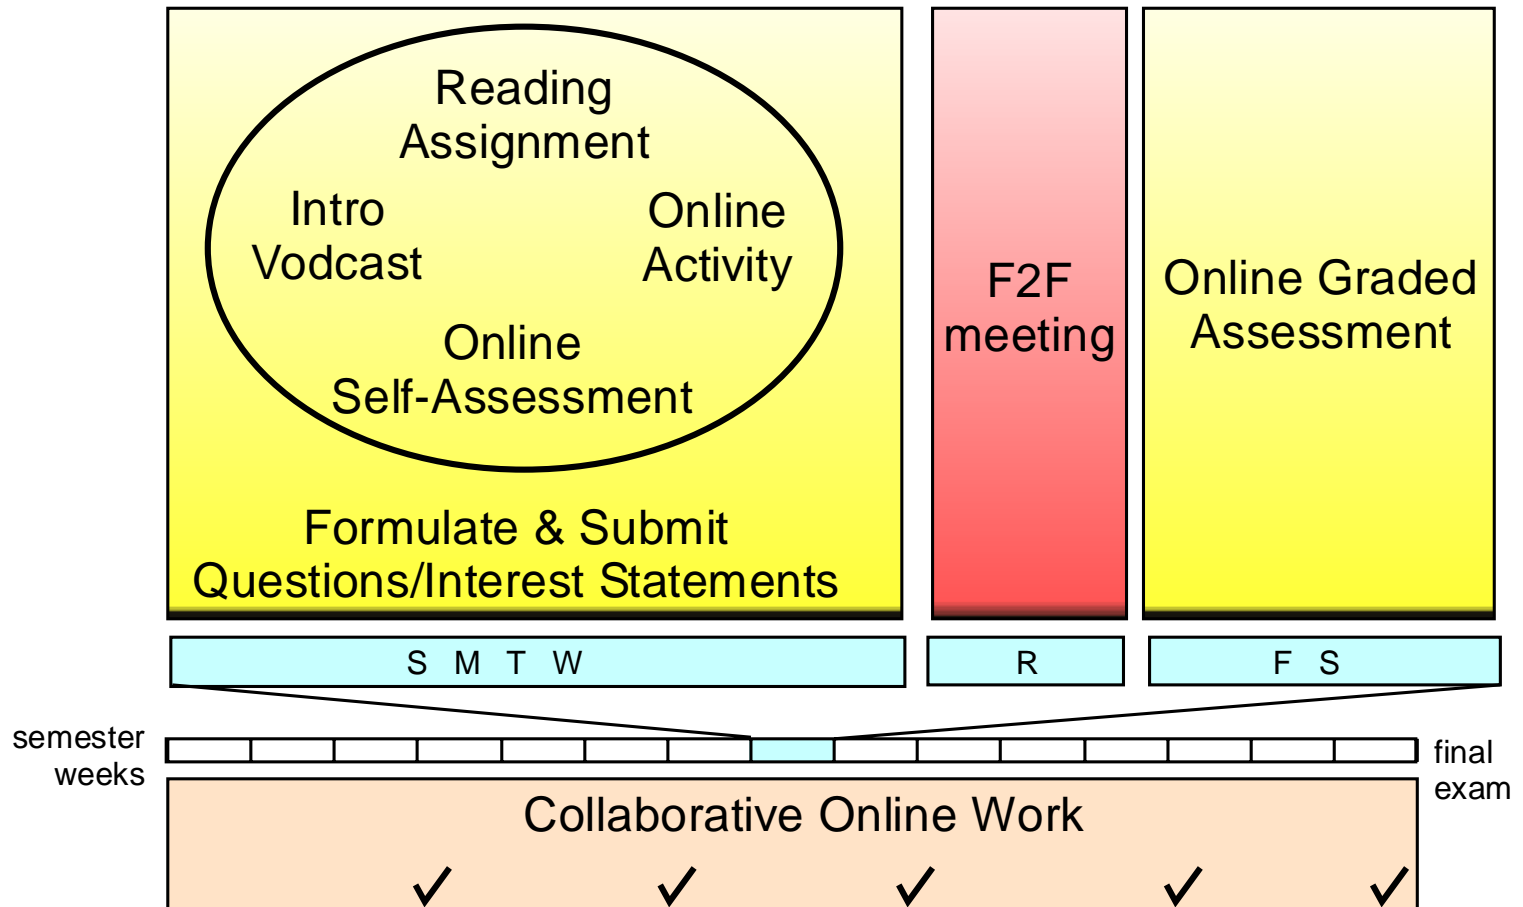 Reading
Assignment
Intro
Vodcast
Online
Activity
Online
Self-Assessment
Formulate & Submit
Questions/Interest Statements
F2F
meeting
Online Graded
Assessment
S M T W
R
F S
semester
weeks
final
exam
Collaborative Online Work